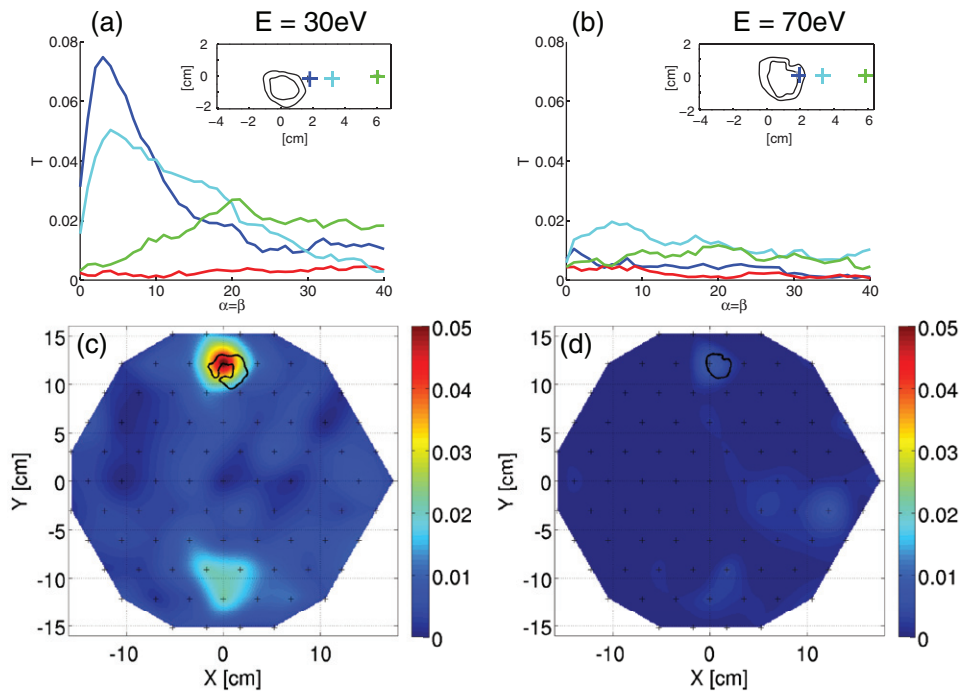 (a) E = 30eV
0.08
0.06
0.04
0.02
0
T
0 10 20 30 40
α=β
2
0
−2
[cm]
−4 −2 0 2 4 6
[cm]
(b) E = 70eV
0.08
0.06
0.04
0.02
0
T
0 10 20 30 40
α=β
2
0
−2
[cm]
−4 −2 0 2 4 6
[cm]
(c)
15
10
5
0
-5
-10
-15
Y [cm]
-10 0 10
X [cm]
0.05
0.04
0.03
0.02
0.01
0
(d)
15
10
5
0
-5
-10
-15
Y [cm]
-10 0 10
X [cm]
0.05
0.04
0.03
0.02
0.01
0